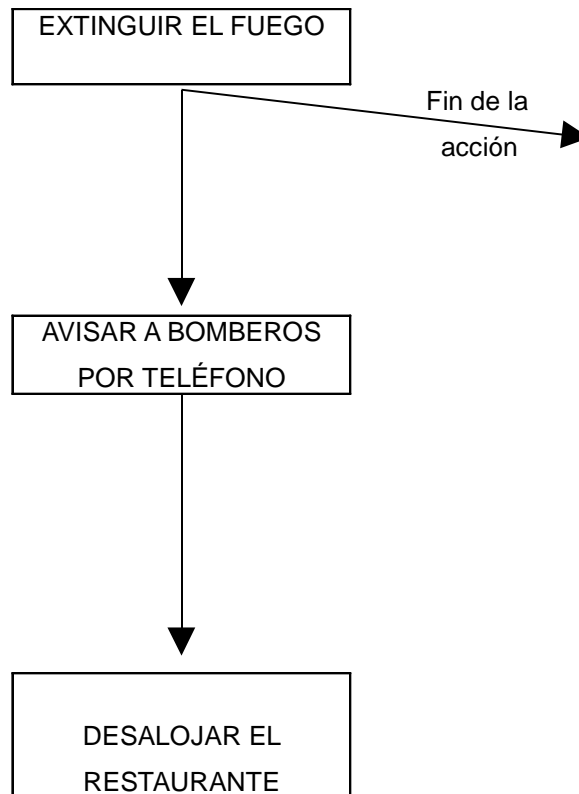 EXTINGUIR EL FUEGO
Fin de la
acción
AVISAR A BOMBEROS
POR TELÉFONO
DESALOJAR EL
RESTAURANTE